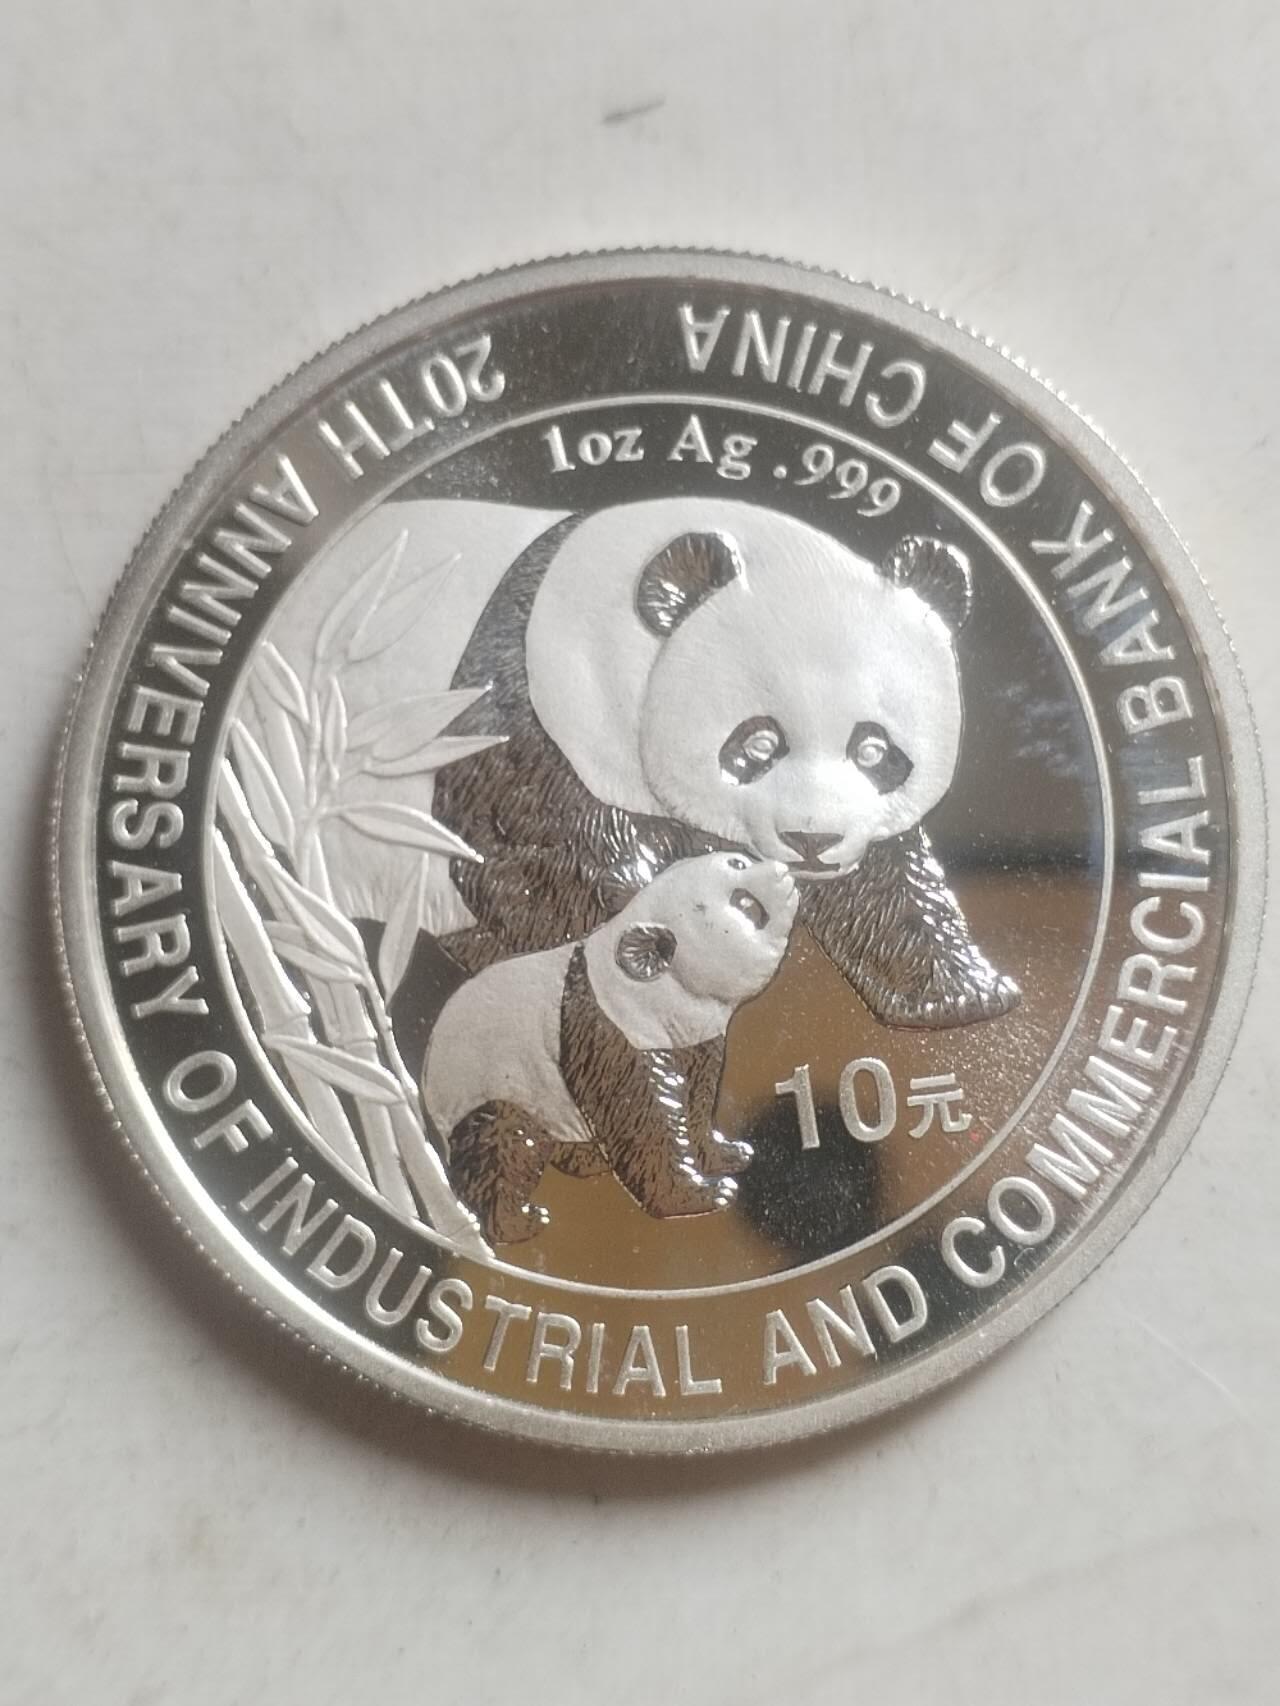 20TH ANNIVERSARY OF INDUSTRIAL AND COMMERCIAL BANK OF CHINA
1oz Ag .999
10元